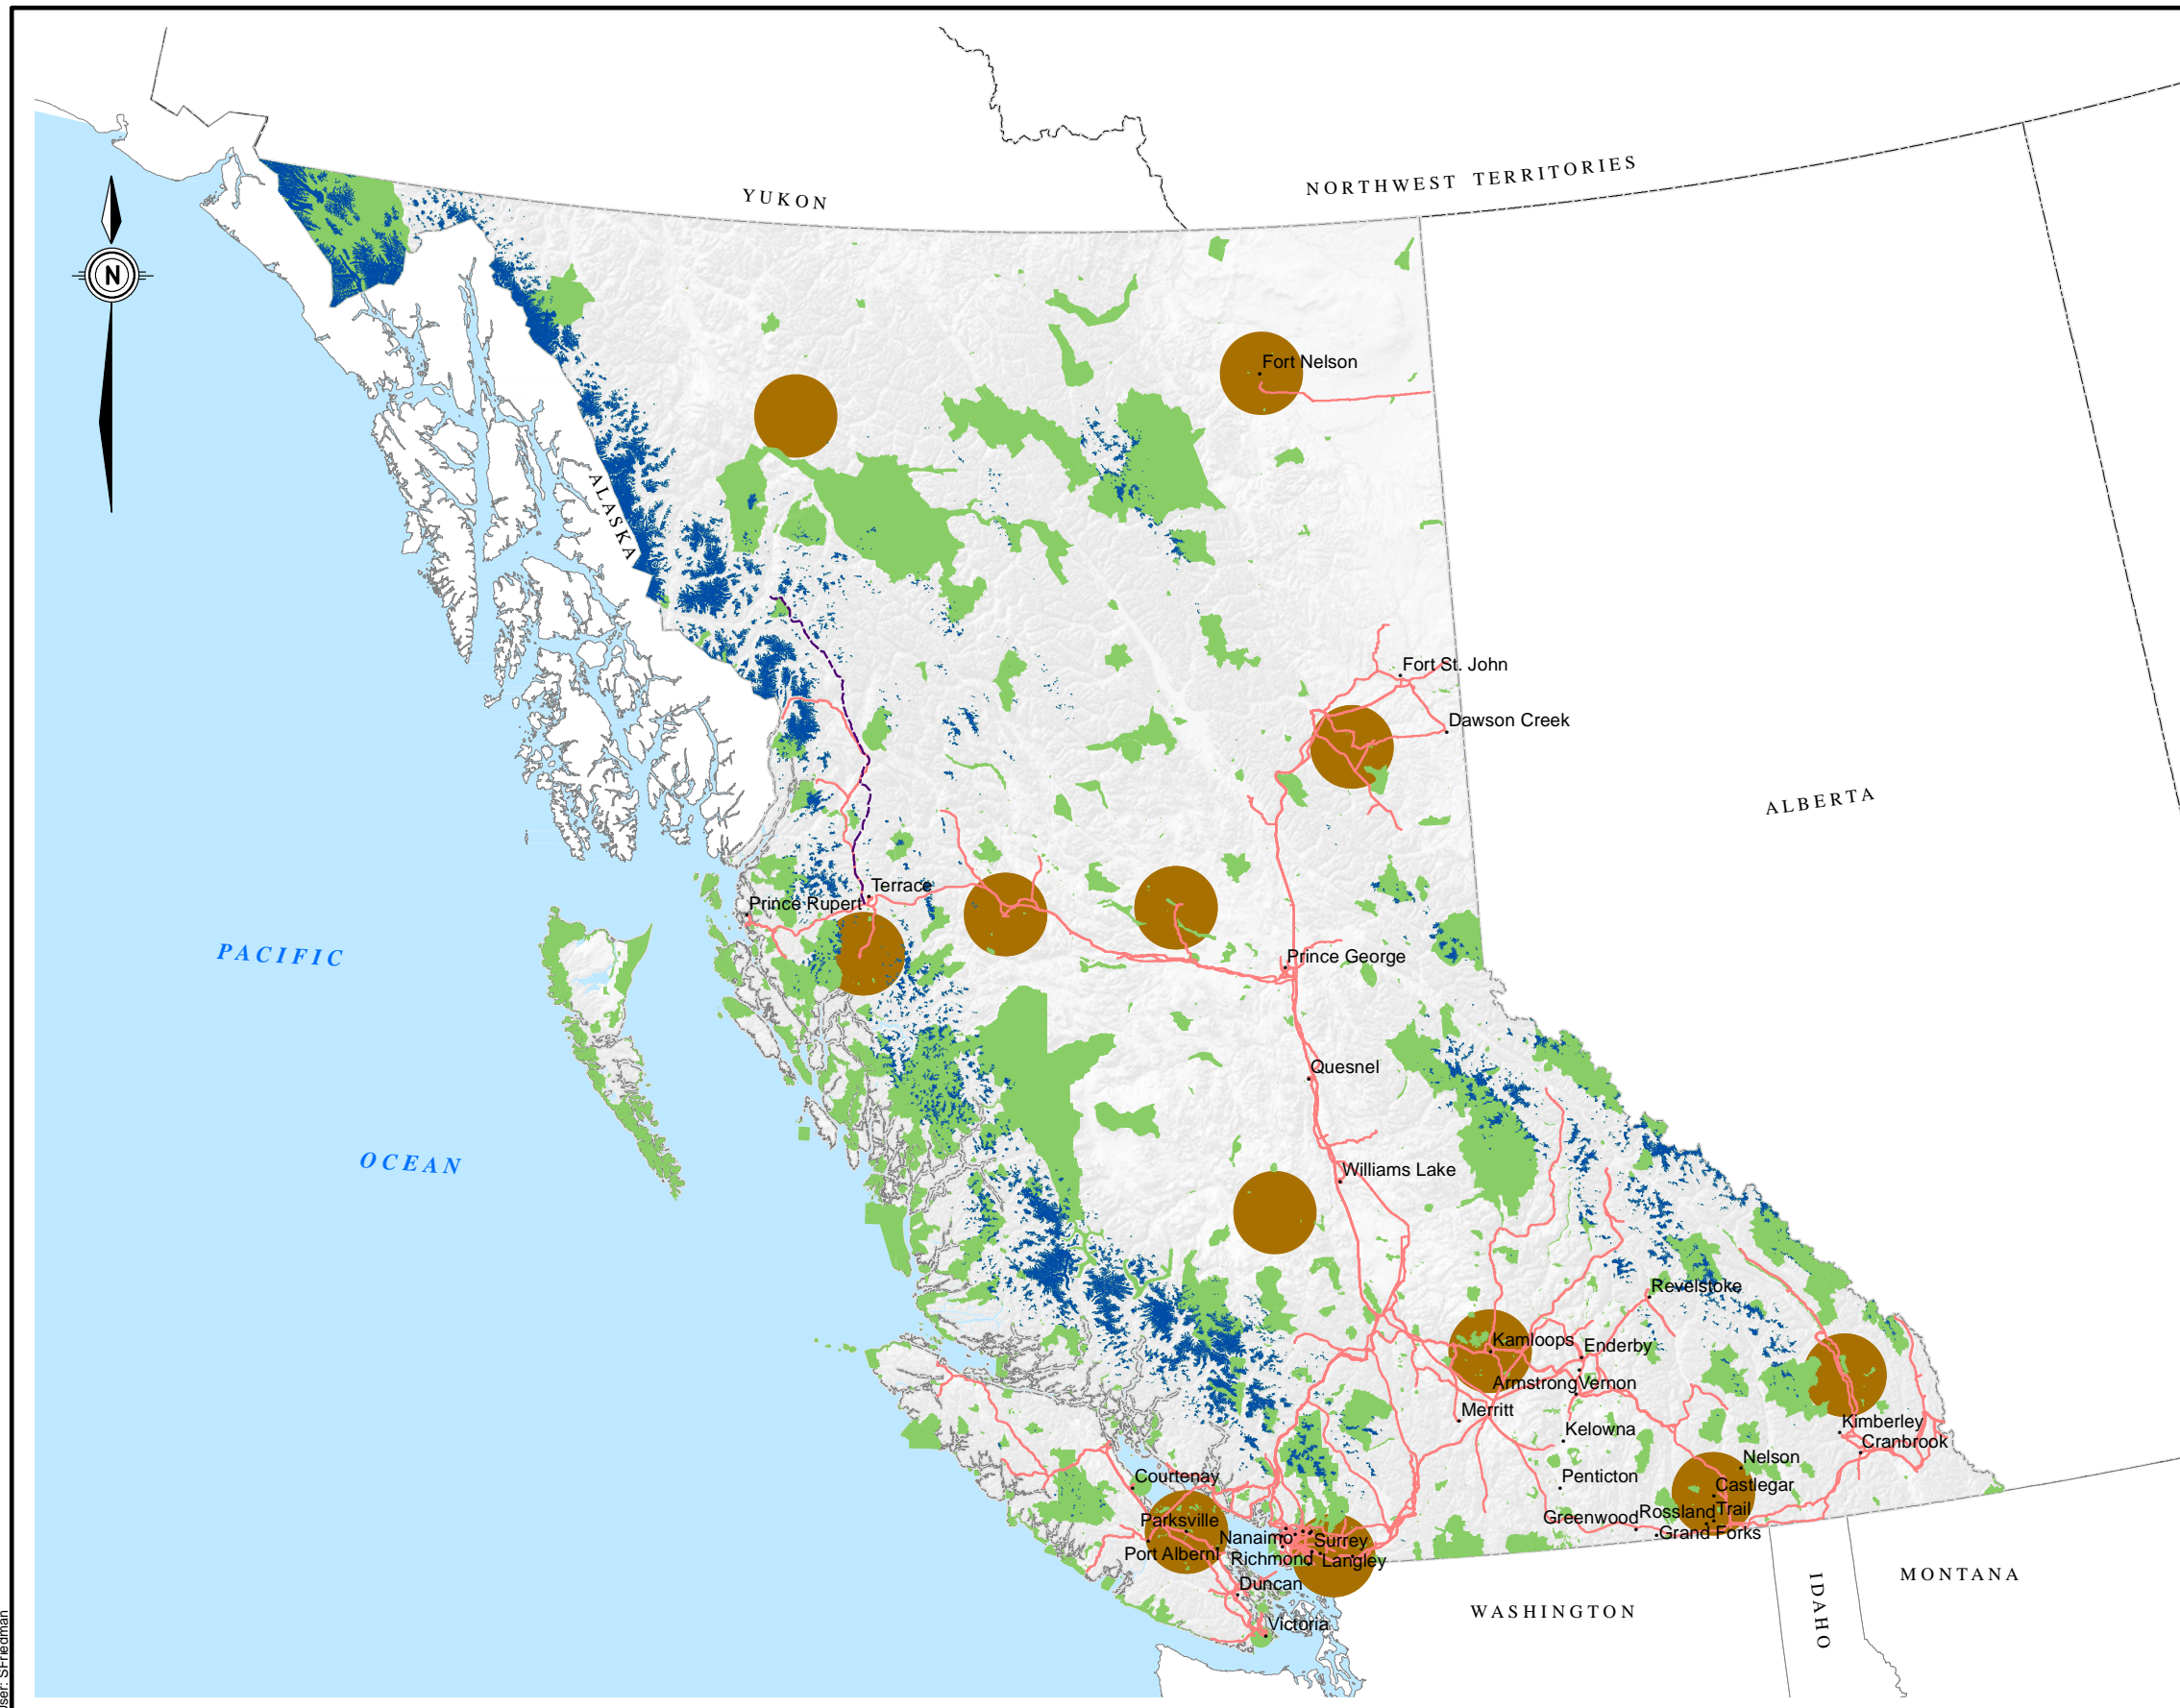 YUKON
NORTHWEST TERRITORIES
N
Fort Nelson
ALASKA
Fort St. John
Dawson Creek
ALBERTA
Terrace
Prince Rupert
PACIFIC
Prince George
Quesnel
OCEAN
Williams Lake
Revelstoke
Kamloops
Enderby
Armstrong
Vernon
Merritt
Kimberley
Kelowna
Cranbrook
Nelson
Courtenay
Penticton
Castlegar
Parksville
Greenwood
Rossland
Trail
Nanaimo
Surrey
Grand Forks
Port Alberni
Richmond
Langley
Duncan
MONTANA
IDAHO
WASHINGTON
Victoria
User: SFriedman